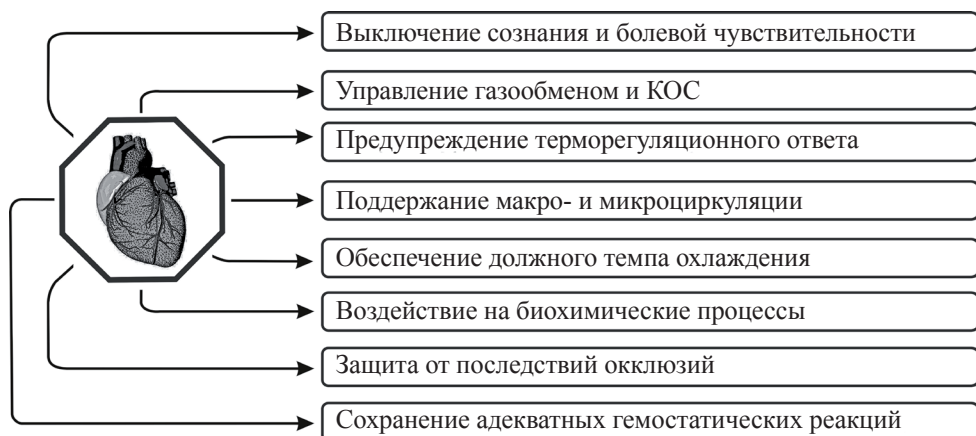 Выключение сознания и болевой чувствительности
Управление газообменом и КОС
Предупреждение терморегуляционного ответа
Поддержание макро- и микроциркуляции
Обеспечение должного темпа охлаждения
Воздействие на биохимические процессы
Защита от последствий окклюзий
Сохранение адекватных гемостатических реакций